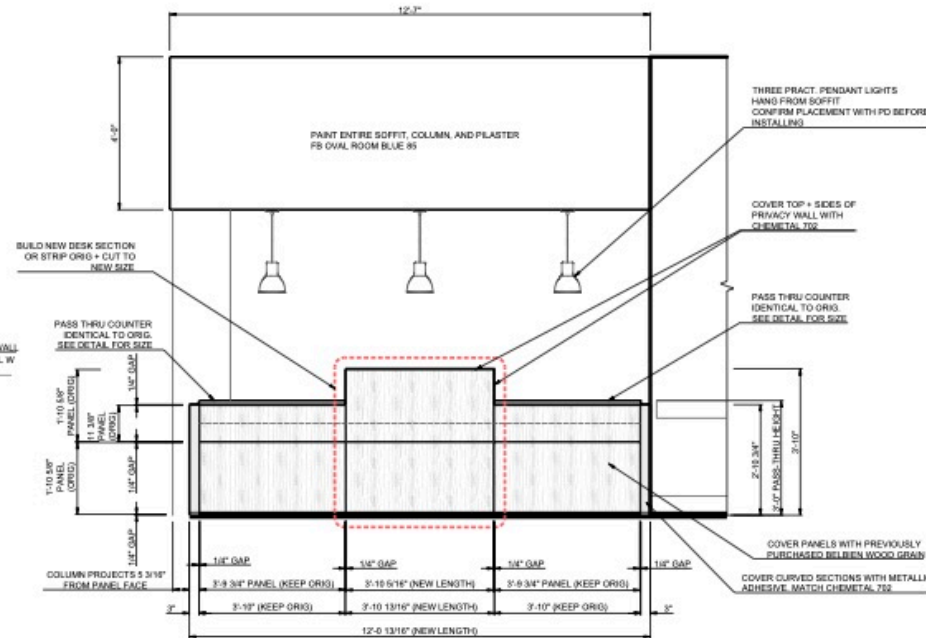 12'-7"
4'-0"
PAINT ENTIRE SOFFIT, COLUMN, AND PILASTER
FB OVAL ROOM BLUE 85
THREE PRACT. PENDANT LIGHTS
HANG FROM SOFFIT
CONFIRM PLACEMENT WITH PD BEFORE
INSTALLING
COVER TOP + SIDES OF
PRIVACY WALL WITH
CHEMETAL 702
BUILD NEW DESK SECTION
OR STRIP ORIG + CUT TO
NEW SIZE
PASS THRU COUNTER
IDENTICAL TO ORIG.
SEE DETAIL FOR SIZE
PASS THRU COUNTER
IDENTICAL TO ORIG.
SEE DETAIL FOR SIZE
WALL
L W
1'-10 5/8"
PANEL (ORIG)
11 3/8"
PANEL
(ORIG)
1/4" GAP
1'-10 5/8"
PANEL
(ORIG)
1/4" GAP
1/4" GAP
2'-10 3/4"
3'-0" PASS-THRU HEIGHT
3'-10"
COLUMN PROJECTS 5 3/16"
FROM PANEL FACE
1/4" GAP
1/4" GAP
1/4" GAP
1/4" GAP
3'-9 3/4" PANEL (KEEP ORIG)
3'-10 5/16" (NEW LENGTH)
3'-9 3/4" PANEL (KEEP ORIG)
3"
3'-10" (KEEP ORIG)
3'-10 13/16" (NEW LENGTH)
3'-10" (KEEP ORIG)
3"
12'-0 13/16" (NEW LENGTH)
COVER PANELS WITH PREVIOUSLY
PURCHASED BELBIEN WOOD GRAIN
COVER CURVED SECTIONS WITH METALLI
ADHESIVE. MATCH CHEMETAL 702